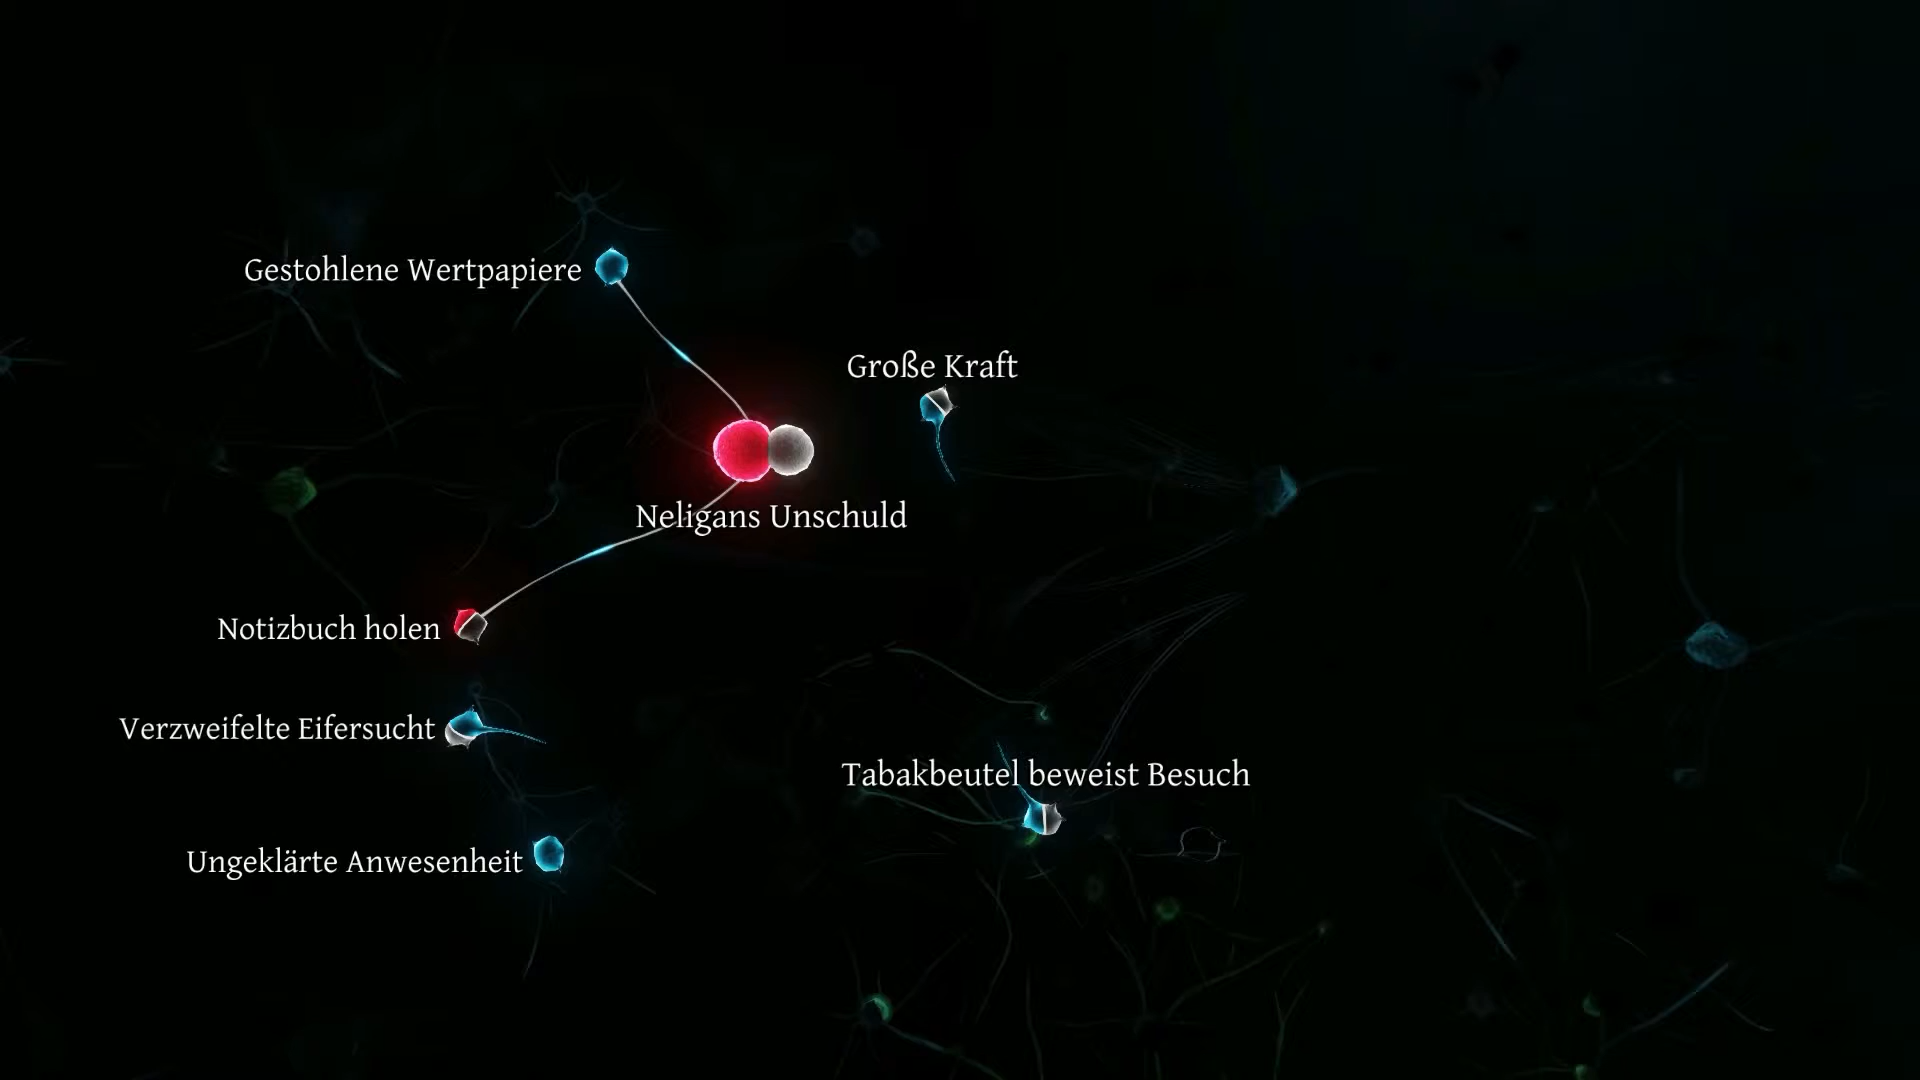 Gestohlene Wertpapiere
Große Kraft
Neligans Unschuld
Notizbuch holen
Verzweifelte Eifersucht
Tabakbeutel beweist Besuch
Ungeklärte Anwesenheit